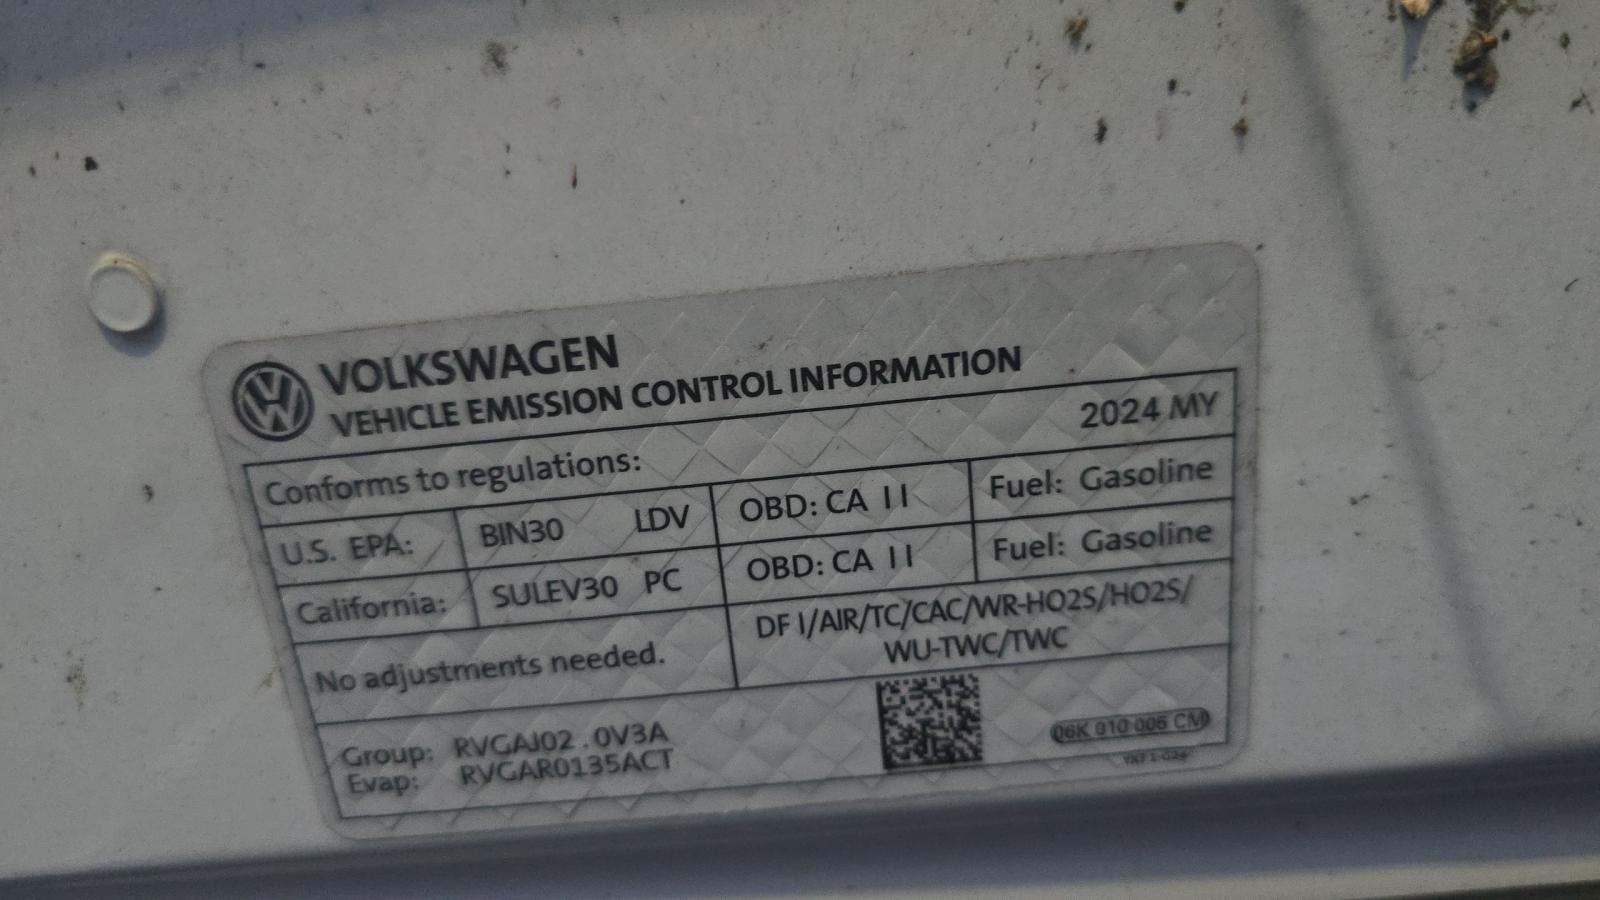 VOLKSWAGEN
VEHICLE EMISSION CONTROL INFORMATION
2024 MY
Conforms to regulations:
U.S. EPA: BIN30 LDV OBD: CA II Fuel: Gasoline
California: SULEV30 PC OBD: CA II Fuel: Gasoline
No adjustments needed.
DFI/AIR/TC/CAC/WR-HO2S/HO2S/
WU-TWC/TWC
Group: RVGAJ02.0V3A
Evap: RVGAR0135ACT
06K 010 006 CM